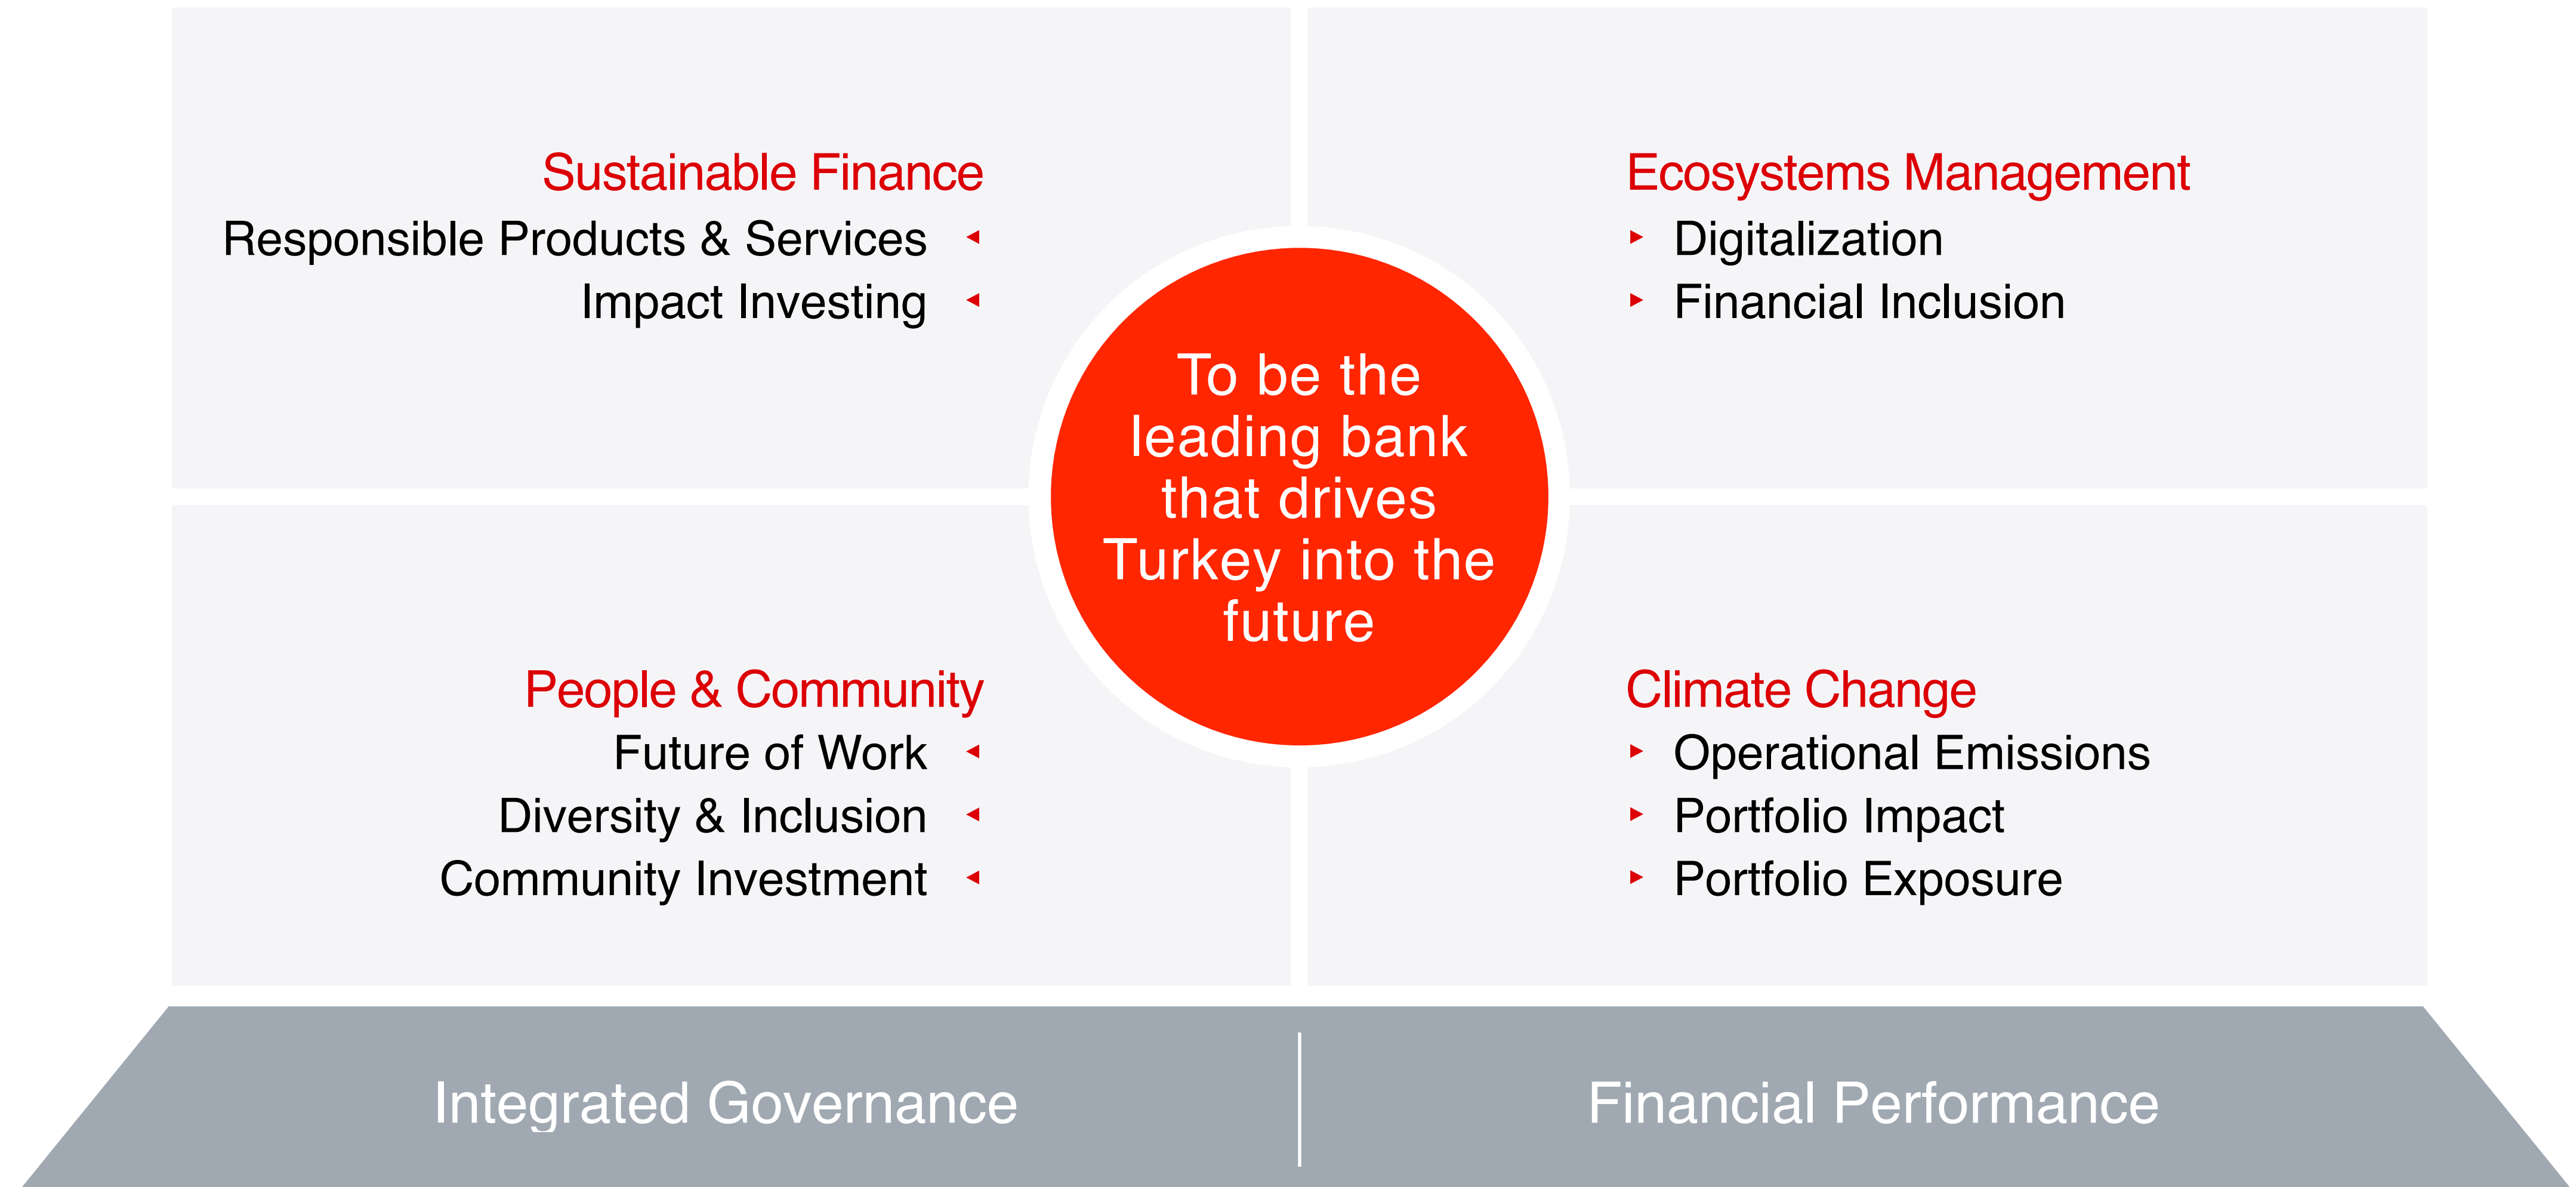 Sustainable Finance
Responsible Products & Services
Impact Investing
Ecosystems Management
Digitalization
Financial Inclusion
To be the
leading bank
that drives
Turkey into the
future
People & Community
Future of Work
Diversity & Inclusion
Community Investment
Climate Change
Operational Emissions
Portfolio Impact
Portfolio Exposure
Integrated Governance
Financial Performance